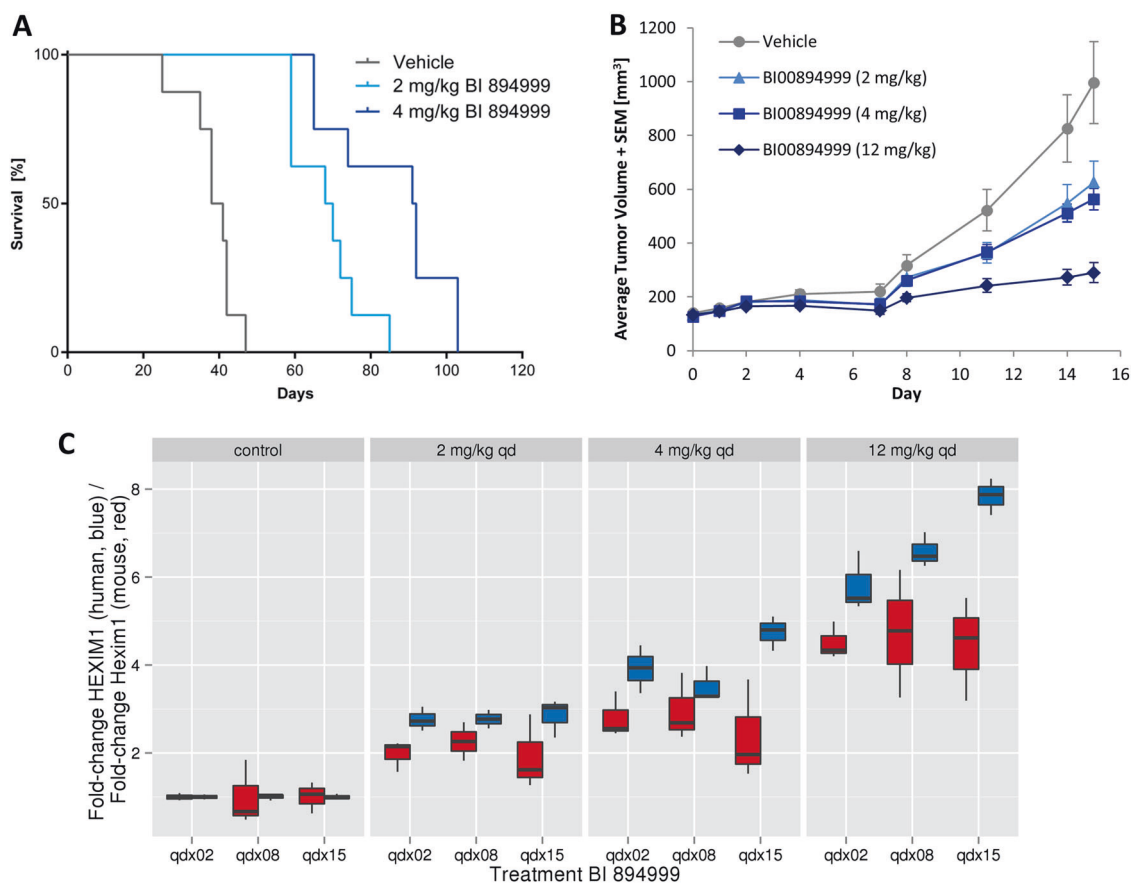 A
Survival [%]
100
50
0
0 20 40 60 80 100 120
Days
Vehicle
2 mg/kg BI 894999
4 mg/kg BI 894999
B
Average Tumor Volume + SEM [mm³]
1200
1000
800
600
400
200
0
0 2 4 6 8 10 12 14 16
Day
Vehicle
BI00894999 (2 mg/kg)
BI00894999 (4 mg/kg)
BI00894999 (12 mg/kg)
C
control 2 mg/kg qd 4 mg/kg qd 12 mg/kg qd
Fold-change HEXIM1 (human, blue) /
Fold-change Hexim1 (mouse, red)
8
6
4
2
qdx02 qdx08 qdx15 qdx02 qdx08 qdx15 qdx02 qdx08 qdx15 qdx02 qdx08 qdx15
Treatment BI 894999